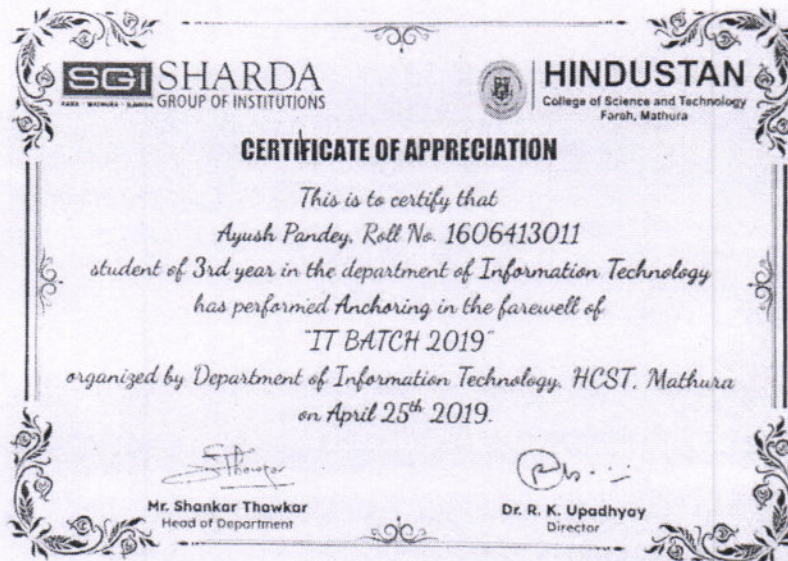 SGI SHARDA
GROUP OF INSTITUTIONS
HINDUSTAN
College of Science and Technology
Farah, Mathura
CERTIFICATE OF APPRECIATION
This is to certify that
Ayush Pandey, Roll No. 1606413011
student of 3rd year in the department of Information Technology
has performed Anchoring in the farewell of
"IT BATCH 2019"
organized by Department of Information Technology, HCST, Mathura
on April 25th 2019.
Mr. Shankar Thawkar
Head of Department
Dr. R. K. Upadhyay
Director